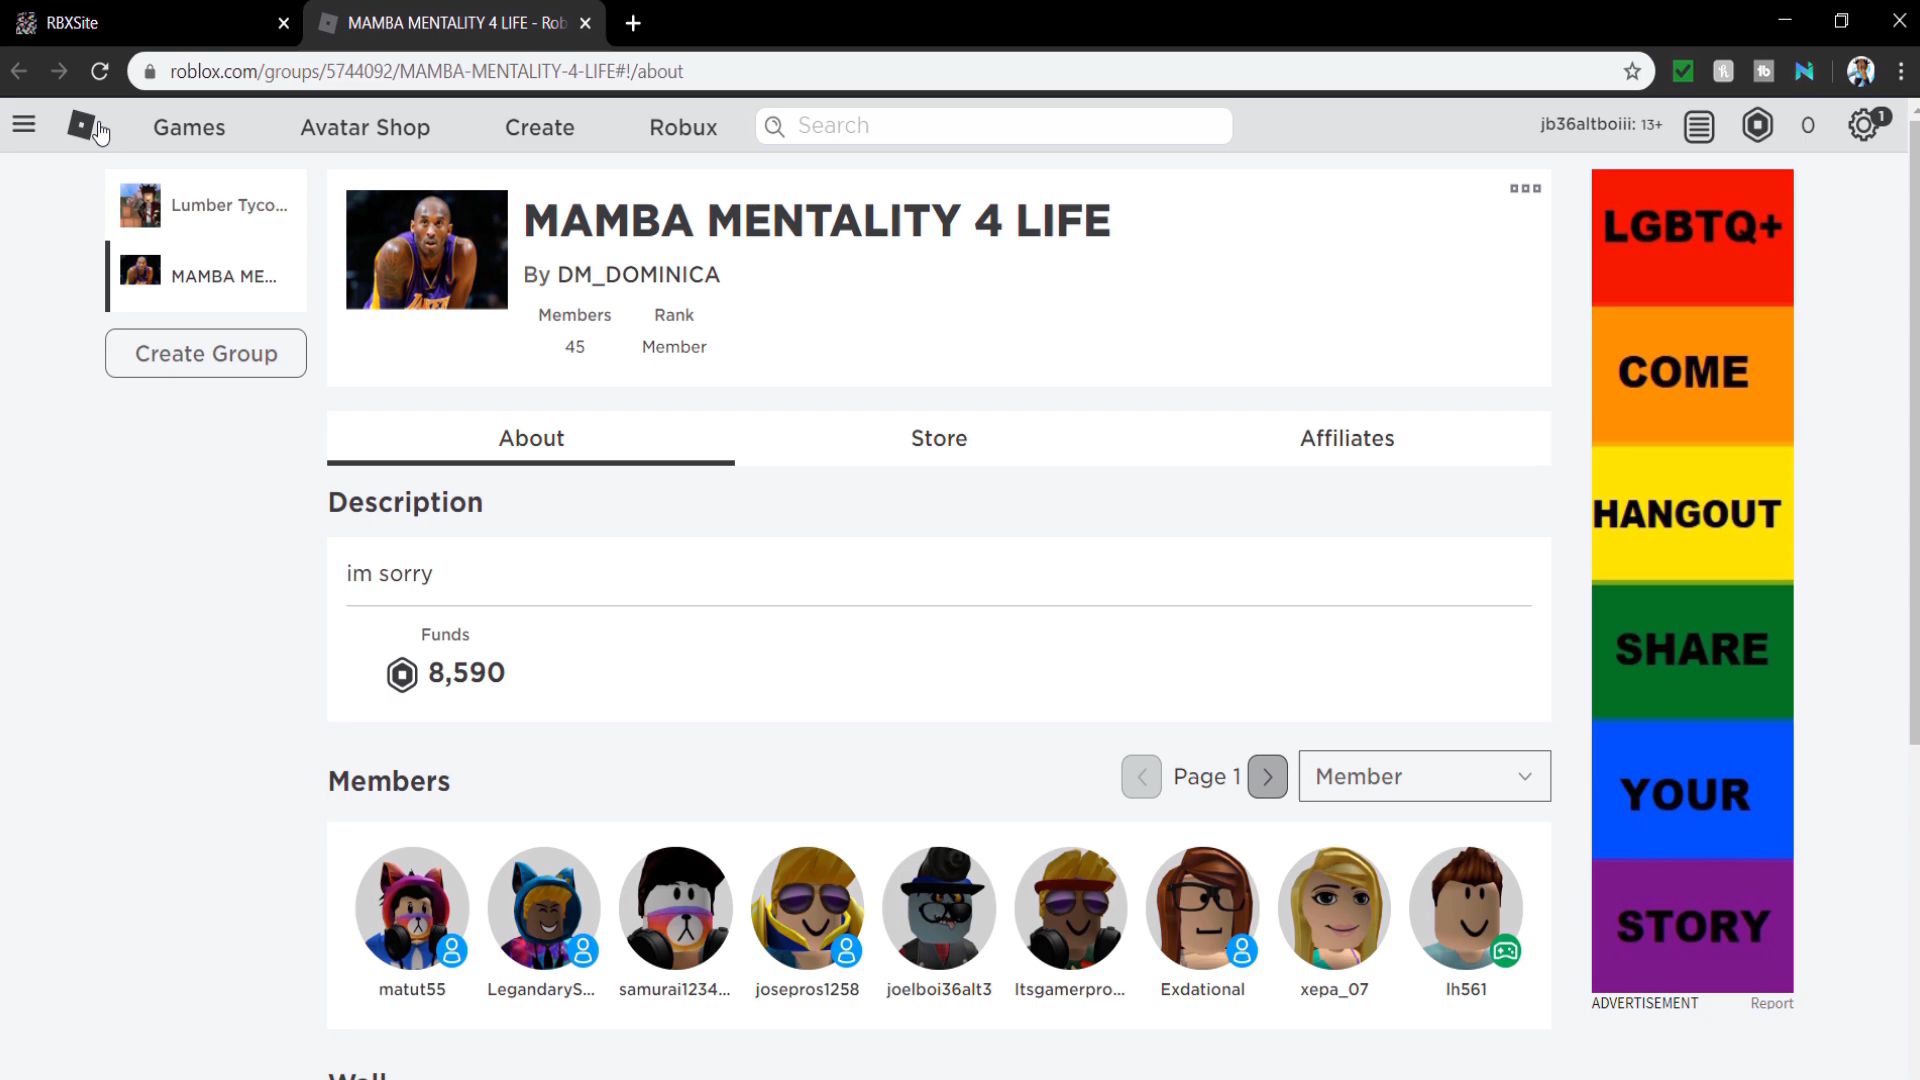 RBXSite
MAMBA MENTALITY 4 LIFE - Rob
roblox.com/groups/5744092/MAMBA-MENTALITY-4-LIFE#!/about
Games
Avatar Shop
Create
Robux
Search
jb36altboiii: 13+
0
1
Lumber Tyco...
MAMBA ME...
Create Group
MAMBA MENTALITY 4 LIFE
By DM_DOMINICA
Members Rank
45 Member
About
Store
Affiliates
Description
im sorry
Funds
8,590
Members
Page 1
Member
matut55
LegandaryS...
samurai1234...
josepros1258
joelboi36alt3
Itsgamerpro...
Exdational
xepa_07
lh561
LGBTQ+
COME
HANGOUT
SHARE
YOUR
STORY
ADVERTISEMENT
Report